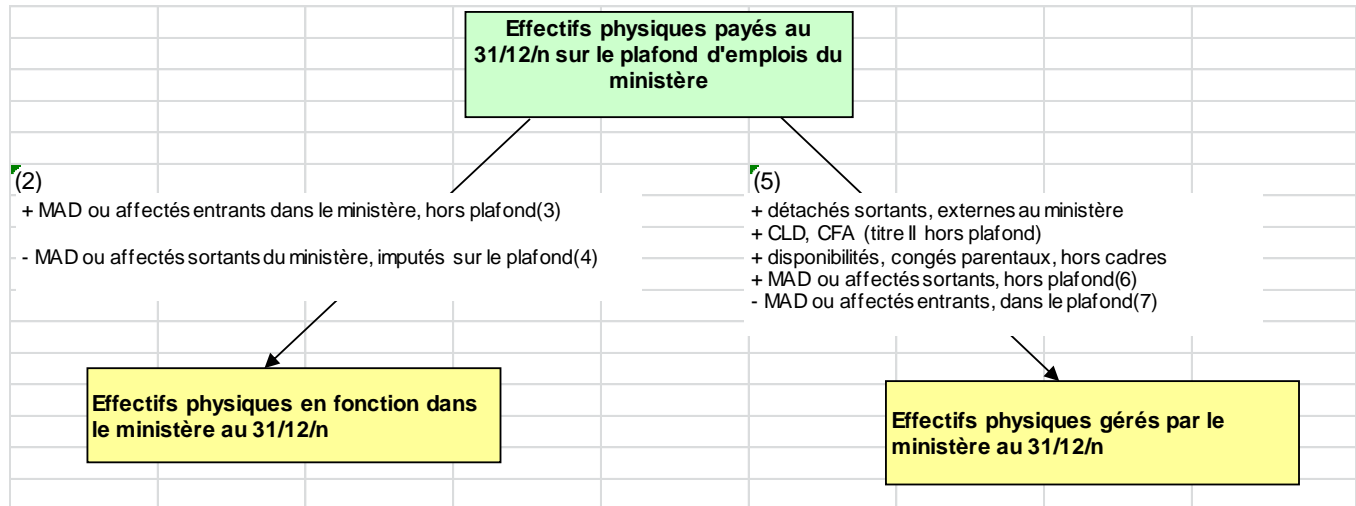 Effectifs physiques payés au
31/12/n sur le plafond d'emplois du
ministère
(2)
+ MAD ou affectés entrants dans le ministère, hors plafond(3)
- MAD ou affectés sortants du ministère, imputés sur le plafond(4)
(5)
+ détachés sortants, externes au ministère
+ CLD, CFA (titre II hors plafond)
+ disponibilités, congés parentaux, hors cadres
+ MAD ou affectés sortants, hors plafond(6)
- MAD ou affectés entrants, dans le plafond(7)
Effectifs physiques en fonction dans
le ministère au 31/12/n
Effectifs physiques gérés par le
ministère au 31/12/n